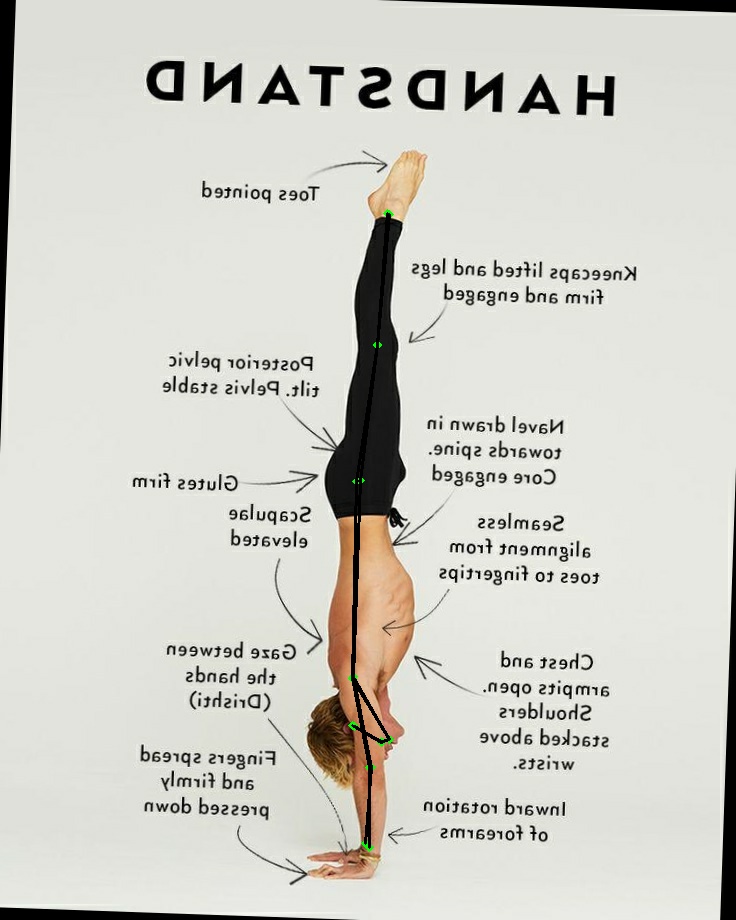 HANDSTAND
Toes pointed
Kneecaps lifted and legs
firm and engaged
Posterior pelvic
tilt. Pelvis stable
Navel drawn in
towards spine.
Core engaged
Glutes firm
Scapulae
elevated
Seamless
alignment from
toes to fingertips
Gaze between
the hands
(Drishti)
Chest and
armpits open.
Shoulders
stacked above
wrists.
Fingers spread
and firmly
pressed down
Inward rotation
of forearms